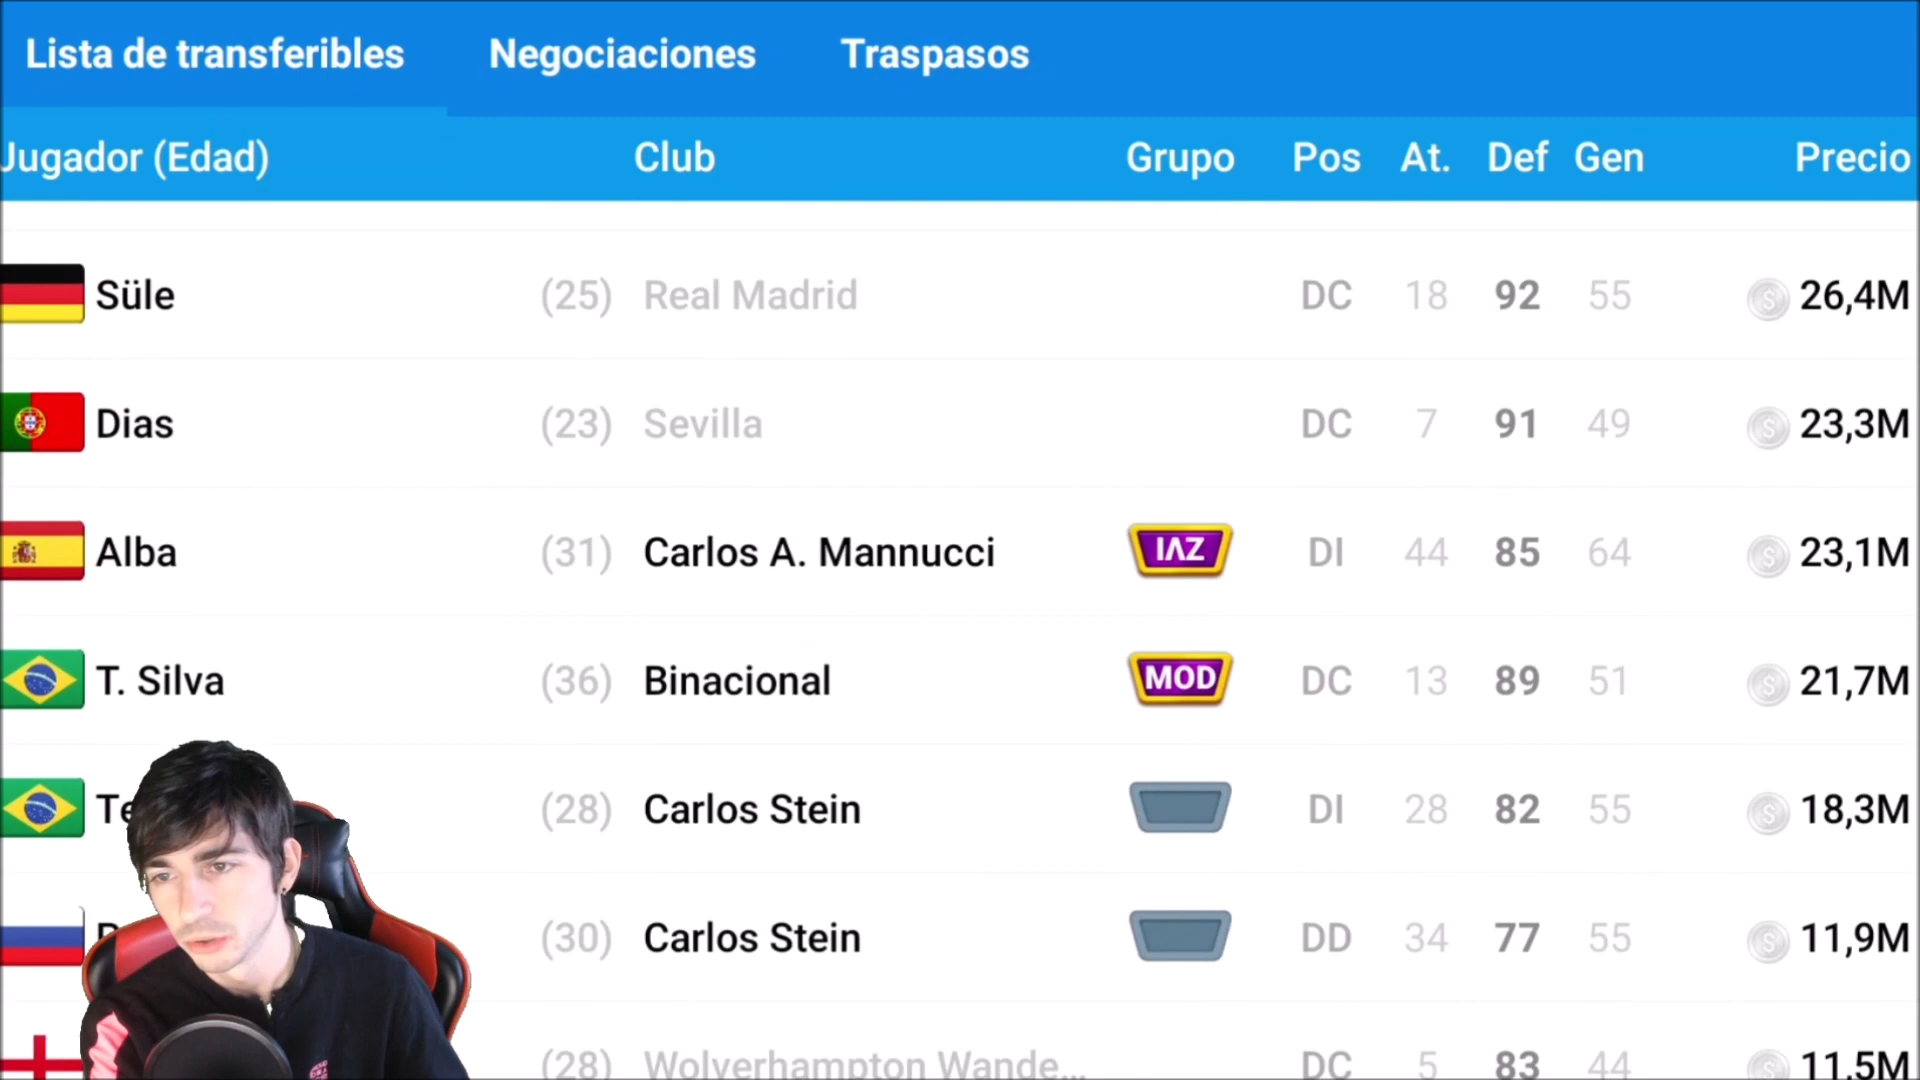 Lista de transferibles Negociaciones Traspasos
Jugador (Edad) Club Grupo Pos At. Def Gen Precio
Süle (25) Real Madrid DC 18 92 55 26,4M
Dias (23) Sevilla DC 7 91 49 23,3M
Alba (31) Carlos A. Mannucci IΛZ DI 44 85 64 23,1M
T. Silva (36) Binacional MOD DC 13 89 51 21,7M
(28) Carlos Stein DI 28 82 55 18,3M
(30) Carlos Stein DD 34 77 55 11,9M
(28) Wolverhampton Wande... DC 5 83 44 11,5M